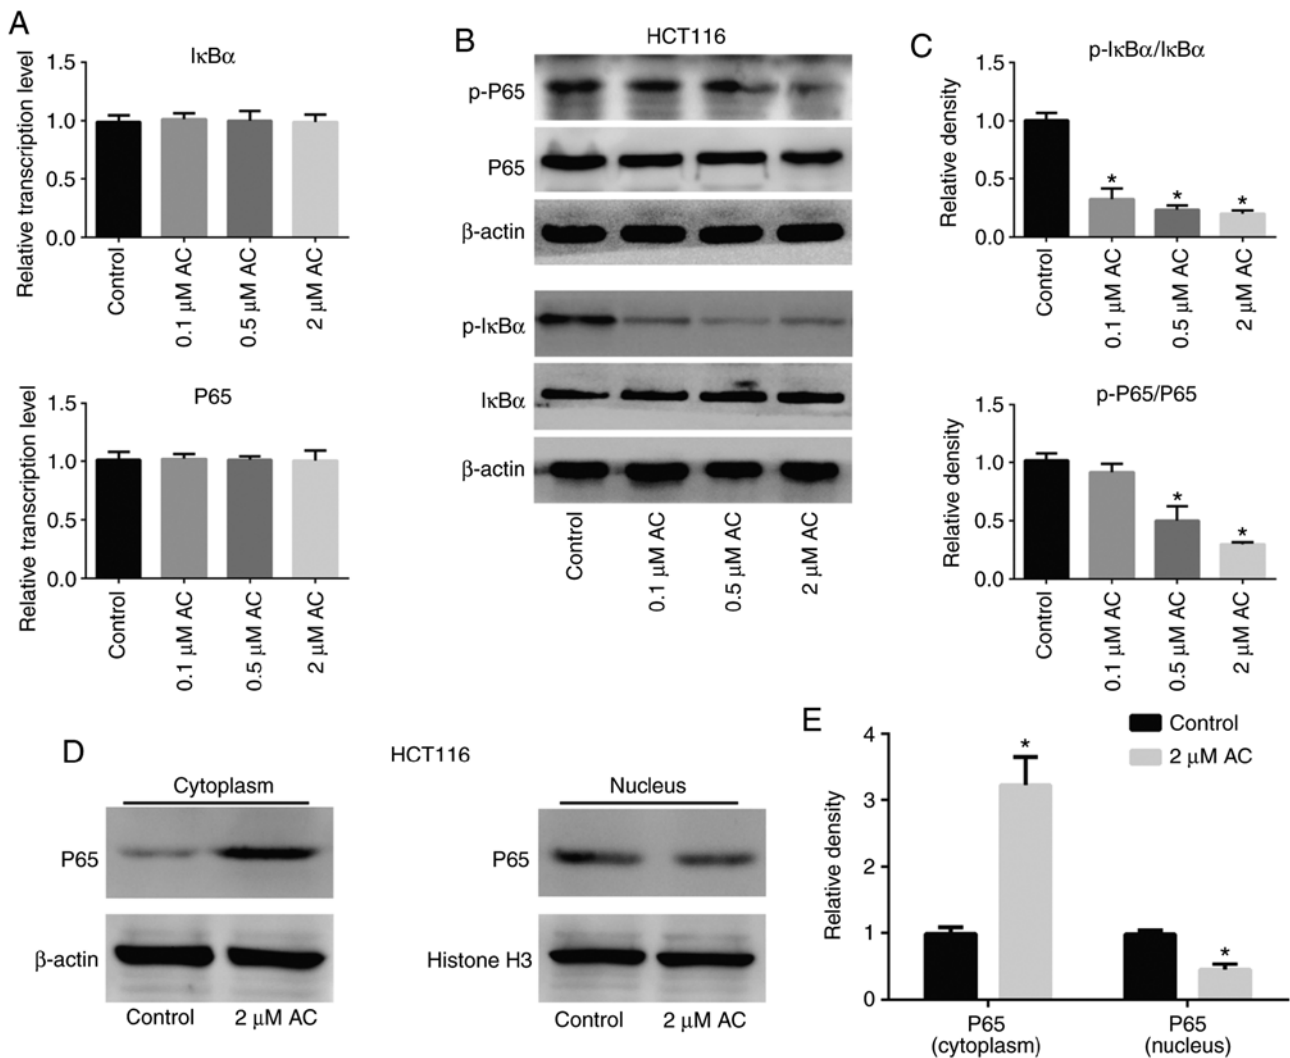 A
IκBα
Relative transcription level
1.5
1.0
0.5
0.0
Control
0.1 μM AC
0.5 μM AC
2 μM AC
P65
Relative transcription level
1.5
1.0
0.5
0.0
Control
0.1 μM AC
0.5 μM AC
2 μM AC
B
HCT116
p-P65
P65
β-actin
p-IκBα
IκBα
β-actin
Control
0.1 μM AC
0.5 μM AC
2 μM AC
C
p-IκBα/IκBα
Relative density
1.5
1.0
0.5
0.0
* * *
Control
0.1 μM AC
0.5 μM AC
2 μM AC
p-P65/P65
Relative density
1.5
1.0
0.5
0.0
* *
Control
0.1 μM AC
0.5 μM AC
2 μM AC
D
HCT116
Cytoplasm
P65
β-actin
Control 2 μM AC
Nucleus
P65
Histone H3
Control 2 μM AC
E
Control
2 μM AC
Relative density
4
3
2
1
0
*
*
P65
(cytoplasm)
P65
(nucleus)